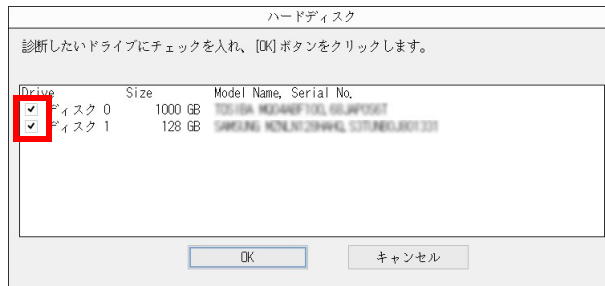 ハードディスク
診断したいドライブにチェックを入れ、[OK]ボタンをクリックします。
Drive Size Model Name, Serial No.
ディスク 0 1000 GB
ディスク 1 128 GB
OK キャンセル